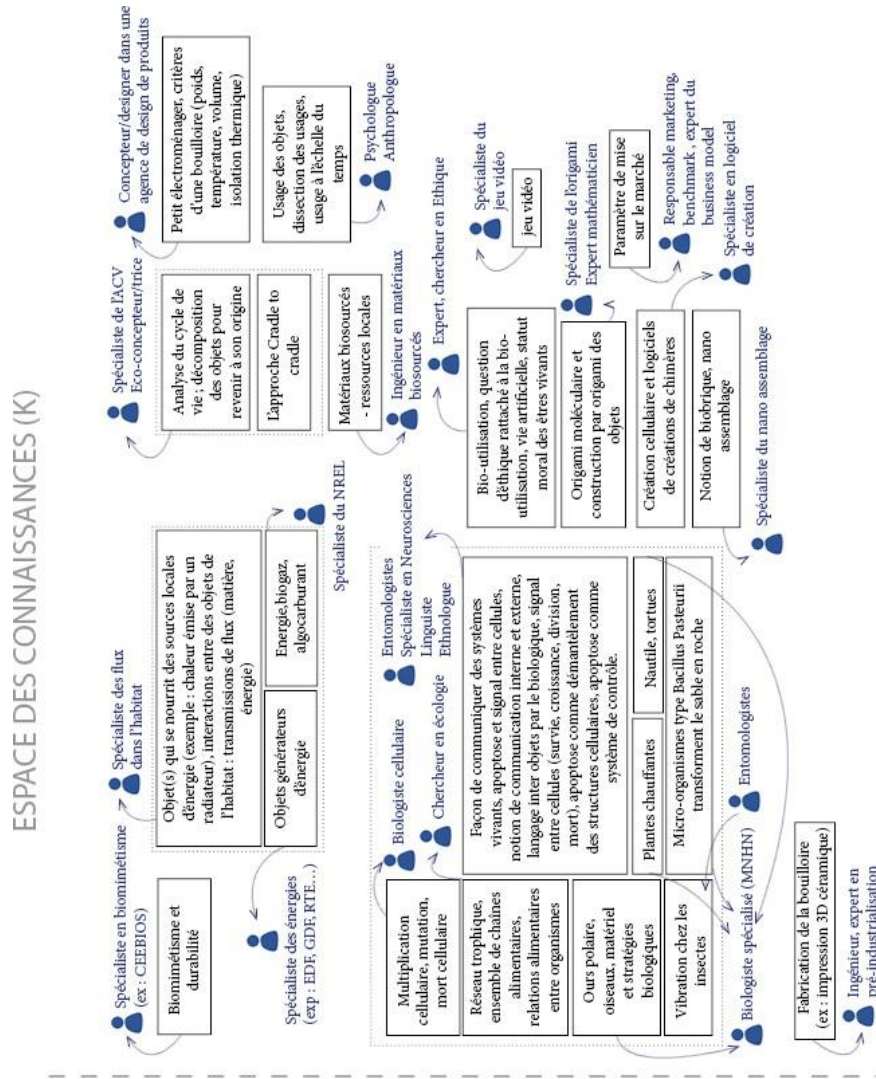 ESPACE DES CONNAISSANCES (K)
Spécialiste en biomimétisme
(ex : CEEBIOS)
Biomimétisme et
durabilité
Spécialiste des énergies
(exp : EDF, GDF, RTE…)
Spécialiste des flux
dans l'habitat
Objet(s) qui se nourrit des sources locales
d'énergie (exemple : chaleur émise par un
radiateur), interactions entre des objets de
l'habitat : transmissions de flux (matière,
énergie)
Objets générateurs
d'énergie
Energie,biogaz,
algocarburant
Spécialiste du NREL
Spécialiste de l'ACV
Eco-concepteur/trice
Analyse du cycle de
vie ; décomposition
des objets pour
revenir à son origine
L'approche Cradle to
cradle
Matériaux biosourcés
- ressources locales
Ingénieur en matériaux
biosourcés
Concepteur/designer dans une
agence de design de produits
Petit électroménager, critères
d'une bouilloire (poids,
température, volume,
isolation thermique)
Usage des objets,
dissection des usages,
usage à l'échelle du
temps
Psychologue
Anthropologue
Multiplication
cellulaire, mutation,
mort cellulaire
Biologiste cellulaire
Réseau trophique,
ensemble de chaînes
alimentaires,
relations alimentaires
entre organismes
Chercheur en écologie
Ours polaire,
oiseaux, matériel
et stratégies
biologiques
Vibration chez les
insectes
Biologiste spécialisé (MNHN)
Entomologistes
Spécialiste en Neurosciences
Linguiste
Ethnologue
Façon de communiquer des systèmes
vivants, apoptose et signal entre cellules,
notion de communication interne et externe,
langage inter objets par le biologique, signal
entre cellules (survie, croissance, division,
mort), apoptose comme démantèlement
des structures cellulaires, apoptose comme
système de contrôle.
Plantes chauffantes
Nautile, tortues
Micro-organismes type Bacillus Pasteurii
transforment le sable en roche
Entomologistes
Fabrication de la bouilloire
(ex : impression 3D céramique)
Ingénieur, expert en
pré-industrialisation
Expert, chercheur en Ethique
Bio-utilisation, question
d'éthique rattaché à la bio-
utilisation, vie artificielle, statut
moral des êtres vivants
Origami moléculaire et
construction par origami des
objets
Création cellulaire et logiciels
de créations de chimères
Notion de biobrique, nano
assemblage
Spécialiste du nano assemblage
Spécialiste du
jeu vidéo
jeu vidéo
Spécialiste de l'origami
Expert mathématicien
Paramètre de mise
sur le marché
Responsable marketing,
benchmark , expert du
business model
Spécialiste en logiciel
de création